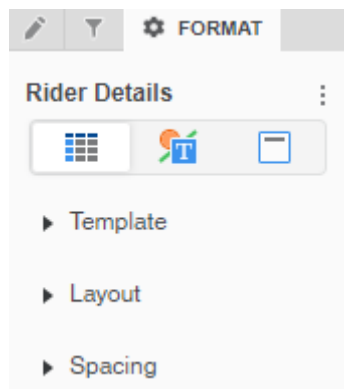 FORMAT
Rider Details
T
Template
Layout
Spacing